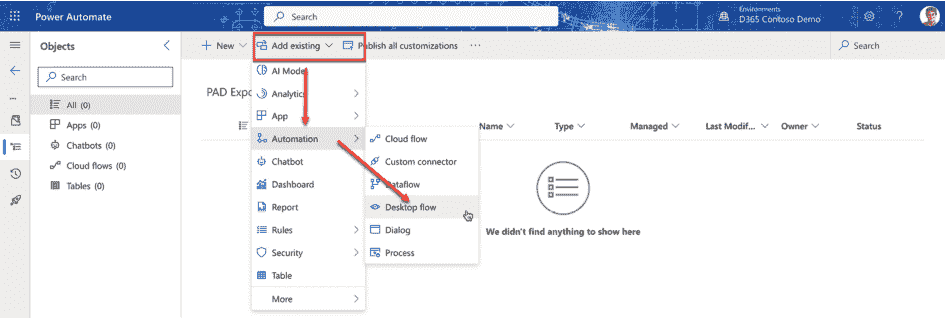 Power Automate
Search
Environments
D365 Contoso Demo
?
Objects
New
Add existing
Publish all customizations
...
Search
Search
All (0)
Apps (0)
Chatbots (0)
Cloud flows (0)
Tables (0)
PAD Expo
AI Model
Analytics
App
Automation
Chatbot
Dashboard
Report
Rules
Security
Table
More
Cloud flow
Custom connector
Dataflow
Desktop flow
Dialog
Process
Name
Type
Managed
Last Modif...
Owner
Status
We didn't find anything to show here